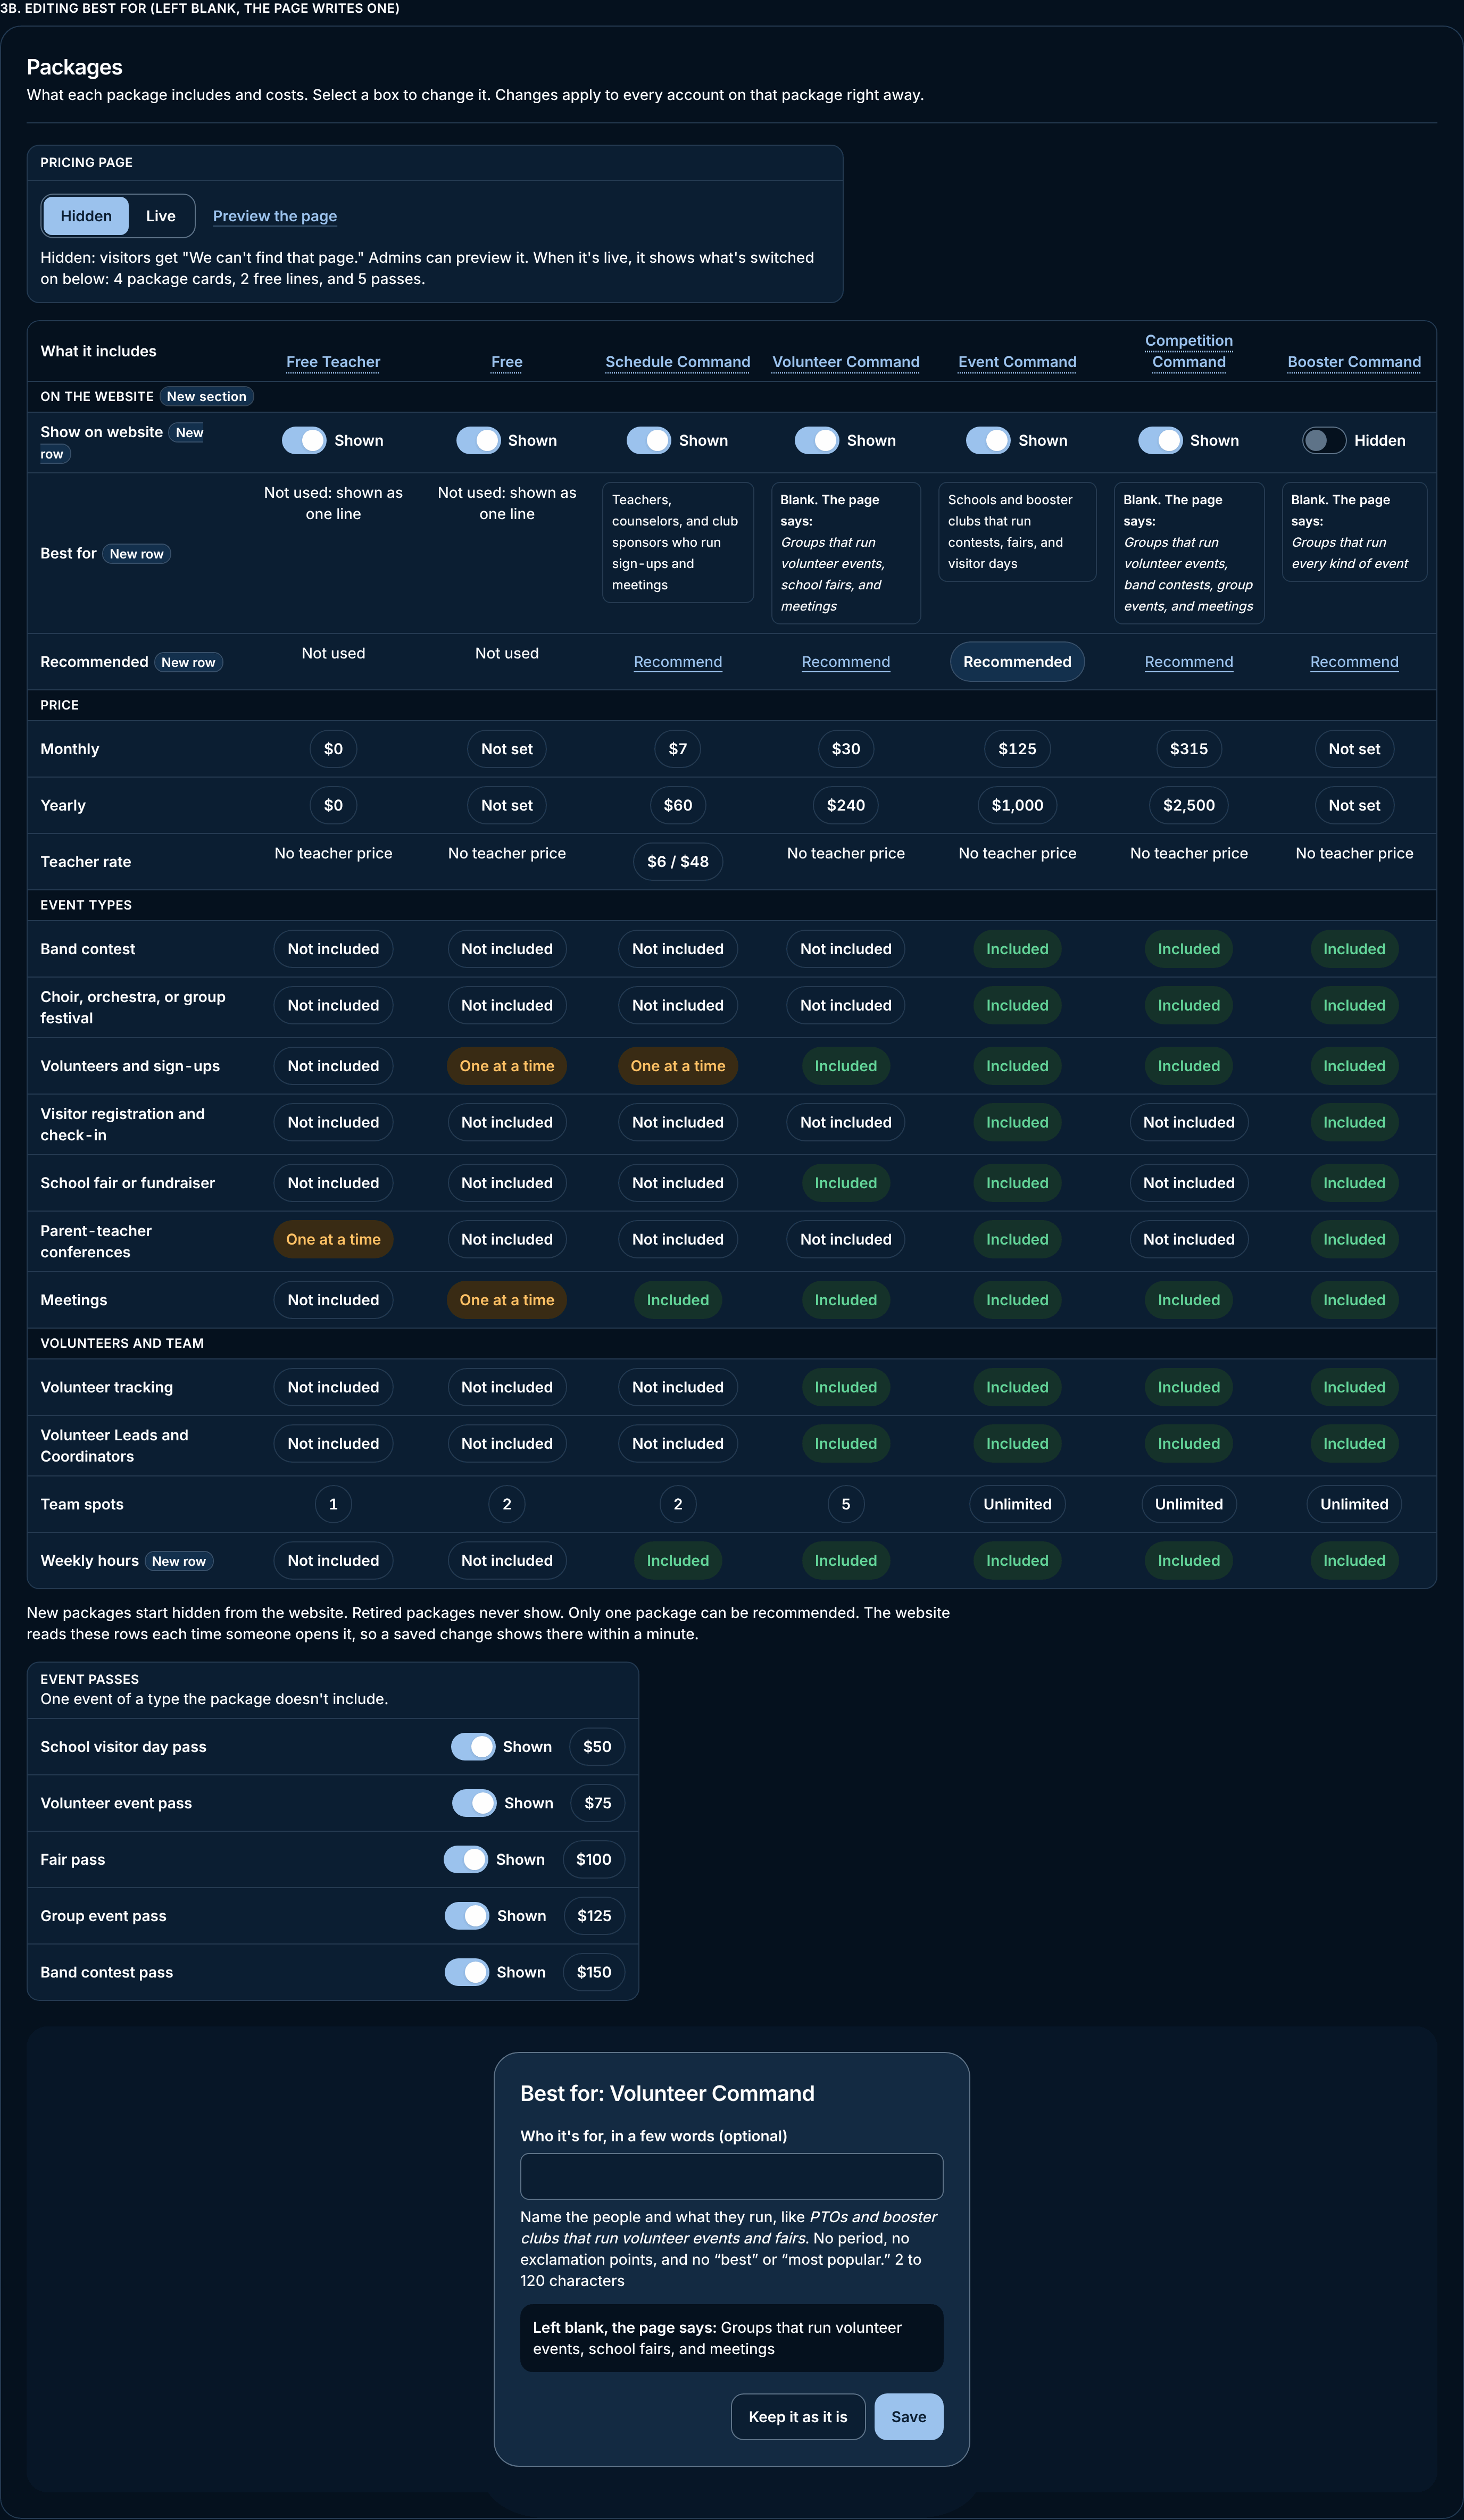 3B. EDITING BEST FOR (LEFT BLANK, THE PAGE WRITES ONE)
Packages
What each package includes and costs. Select a box to change it. Changes apply to every account on that package right away.
PRICING PAGE
Hidden Live Preview the page
Hidden: visitors get "We can't find that page." Admins can preview it. When it's live, it shows what's switched
on below: 4 package cards, 2 free lines, and 5 passes.
What it includes Free Teacher Free Schedule Command Volunteer Command Event Command Competition Command Booster Command
ON THE WEBSITE New section
Show on website New row Shown Shown Shown Shown Shown Shown Hidden
Best for New row
Not used: shown as
one line
Not used: shown as
one line
Teachers,
counselors, and club
sponsors who run
sign-ups and
meetings
Blank. The page
says:
Groups that run
volunteer events,
school fairs, and
meetings
Schools and booster
clubs that run
contests, fairs, and
visitor days
Blank. The page
says:
Groups that run
volunteer events,
band contests, group
events, and meetings
Blank. The page
says:
Groups that run
every kind of event
Recommended New row Not used Not used Recommend Recommend Recommended Recommend Recommend
PRICE
Monthly $0 Not set $7 $30 $125 $315 Not set
Yearly $0 Not set $60 $240 $1,000 $2,500 Not set
Teacher rate No teacher price No teacher price $6 / $48 No teacher price No teacher price No teacher price No teacher price
EVENT TYPES
Band contest Not included Not included Not included Not included Included Included Included
Choir, orchestra, or group
festival Not included Not included Not included Not included Included Included Included
Volunteers and sign-ups Not included One at a time One at a time Included Included Included Included
Visitor registration and
check-in Not included Not included Not included Not included Included Not included Included
School fair or fundraiser Not included Not included Not included Included Included Not included Included
Parent-teacher
conferences One at a time Not included Not included Not included Included Not included Included
Meetings Not included One at a time Included Included Included Included Included
VOLUNTEERS AND TEAM
Volunteer tracking Not included Not included Not included Included Included Included Included
Volunteer Leads and
Coordinators Not included Not included Not included Included Included Included Included
Team spots 1 2 2 5 Unlimited Unlimited Unlimited
Weekly hours New row Not included Not included Included Included Included Included Included
New packages start hidden from the website. Retired packages never show. Only one package can be recommended. The website
reads these rows each time someone opens it, so a saved change shows there within a minute.
EVENT PASSES
One event of a type the package doesn't include.
School visitor day pass Shown $50
Volunteer event pass Shown $75
Fair pass Shown $100
Group event pass Shown $125
Band contest pass Shown $150
Best for: Volunteer Command
Who it's for, in a few words (optional)
Name the people and what they run, like PTOs and booster
clubs that run volunteer events and fairs. No period, no
exclamation points, and no “best” or “most popular.” 2 to
120 characters
Left blank, the page says: Groups that run volunteer
events, school fairs, and meetings
Keep it as it is Save